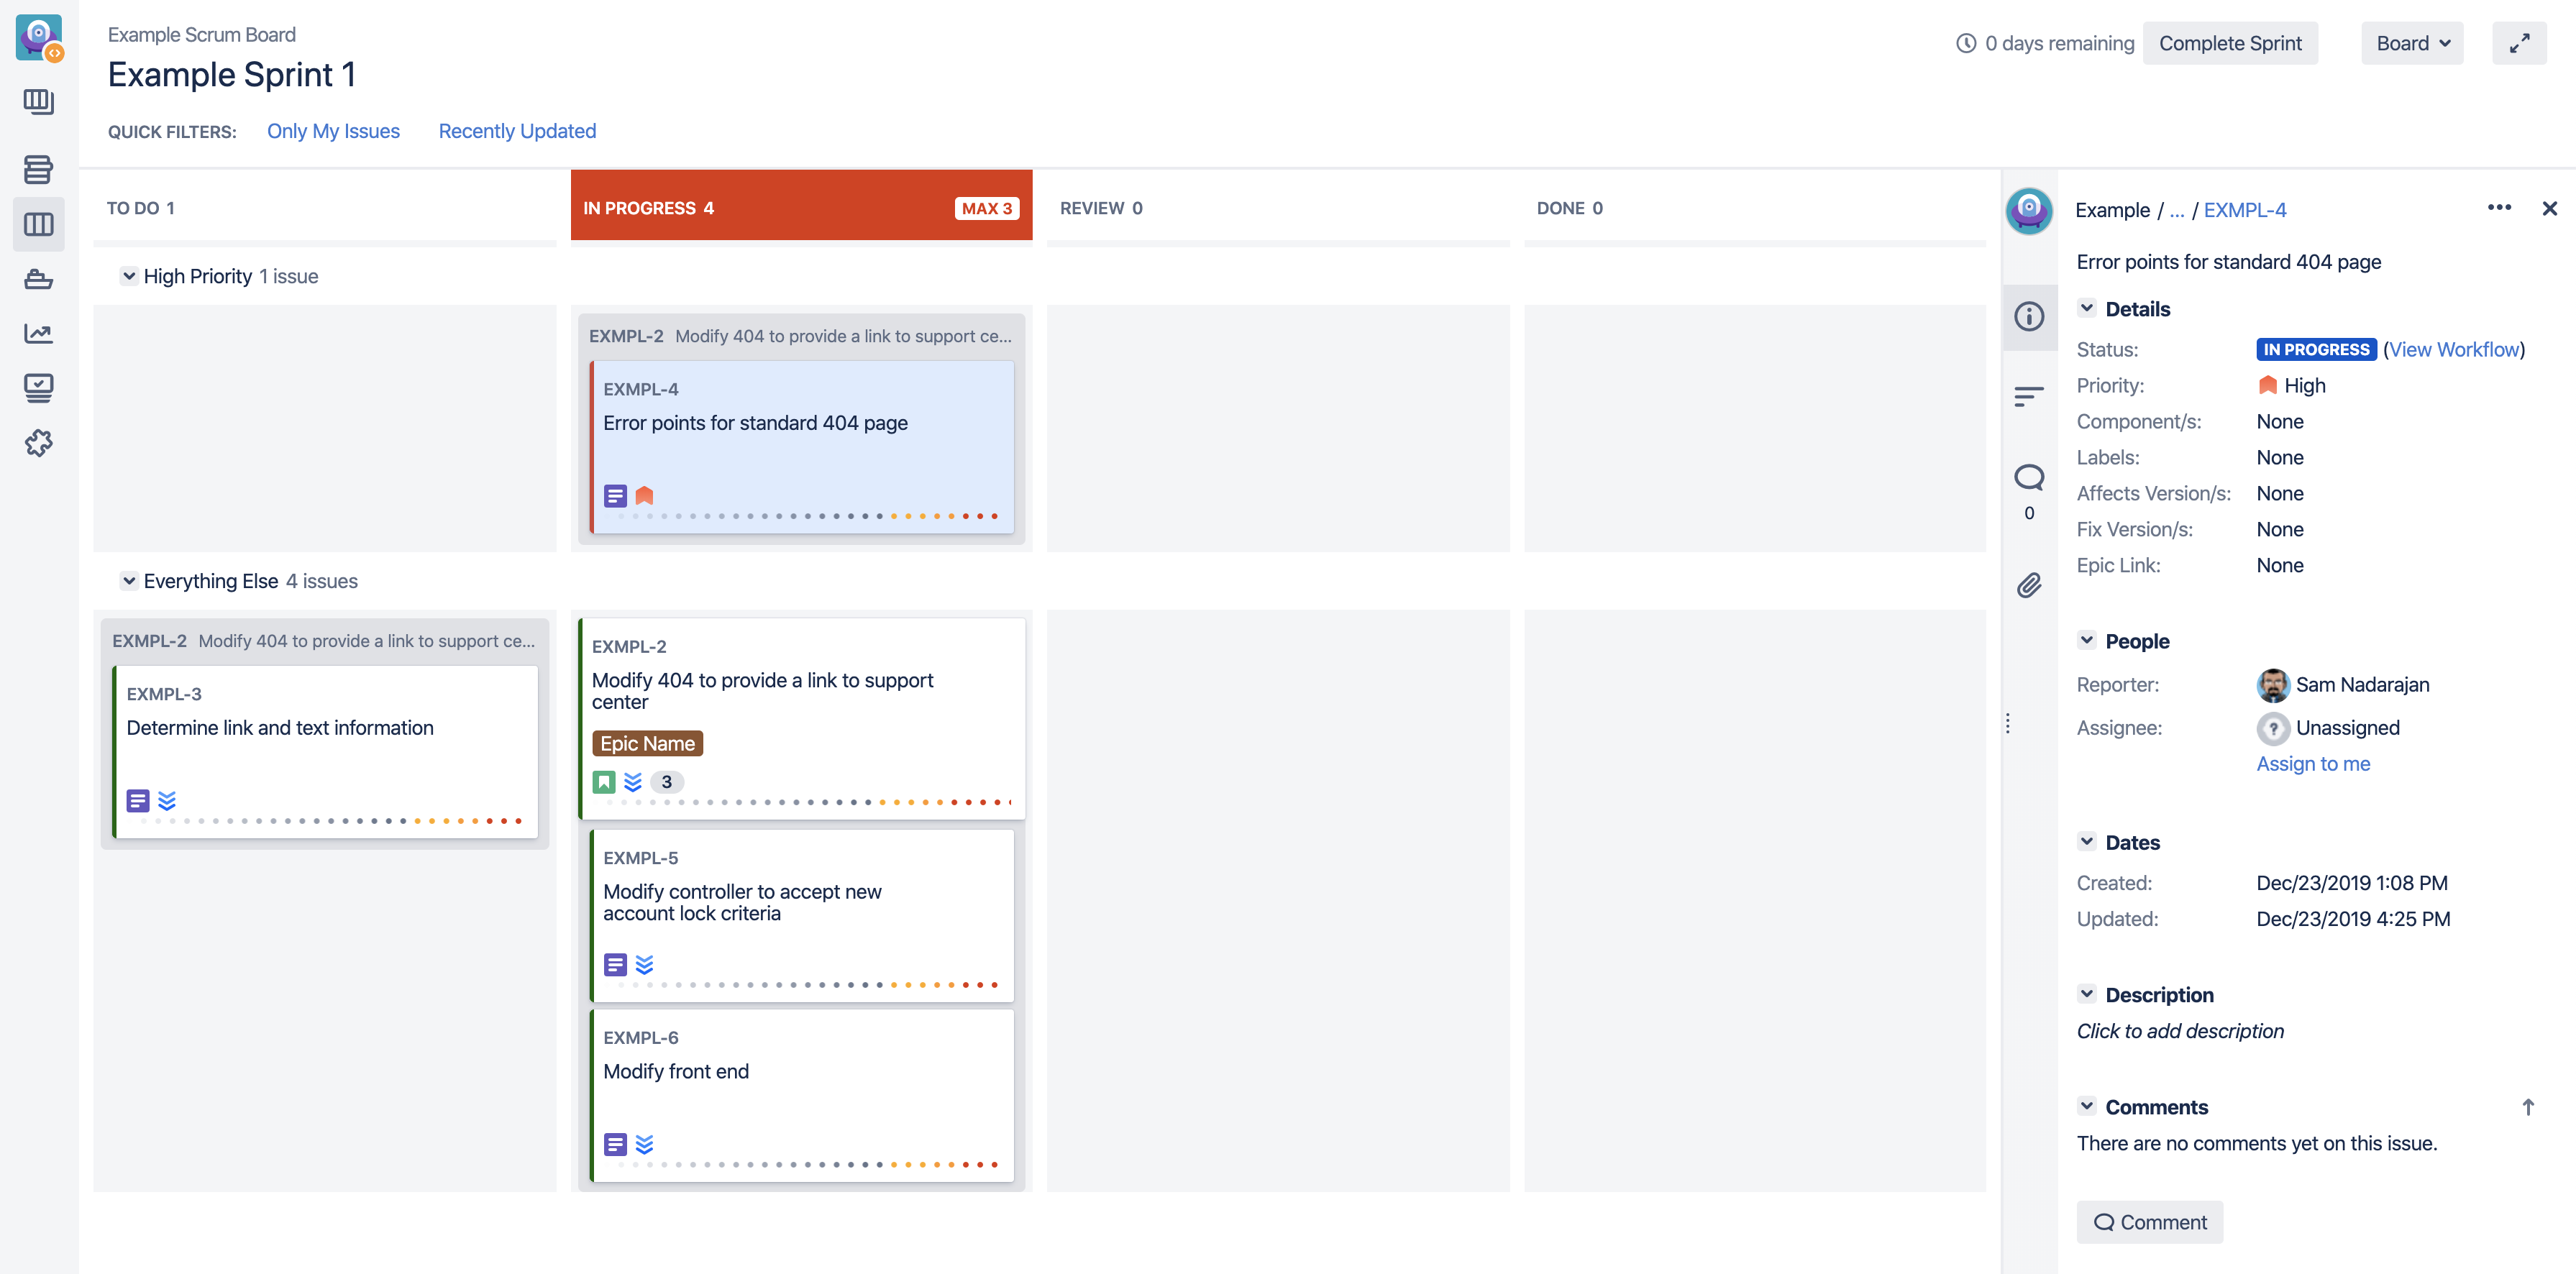 Example Scrum Board
Example Sprint 1
0 days remaining
Complete Sprint
Board
QUICK FILTERS:
Only My Issues
Recently Updated
TO DO 1
IN PROGRESS 4
MAX 3
REVIEW 0
DONE 0
High Priority 1 issue
EXMPL-2 Modify 404 to provide a link to support ce...
EXMPL-4
Error points for standard 404 page
Everything Else 4 issues
EXMPL-2 Modify 404 to provide a link to support ce...
EXMPL-3
Determine link and text information
EXMPL-2
Modify 404 to provide a link to support
center
Epic Name
3
EXMPL-5
Modify controller to accept new
account lock criteria
EXMPL-6
Modify front end
0
Example / ... / EXMPL-4
Error points for standard 404 page
Details
Status: IN PROGRESS (View Workflow)
Priority: High
Component/s: None
Labels: None
Affects Version/s: None
Fix Version/s: None
Epic Link: None
People
Reporter: Sam Nadarajan
Assignee: ? Unassigned
Assign to me
Dates
Created: Dec/23/2019 1:08 PM
Updated: Dec/23/2019 4:25 PM
Description
Click to add description
Comments
There are no comments yet on this issue.
Comment